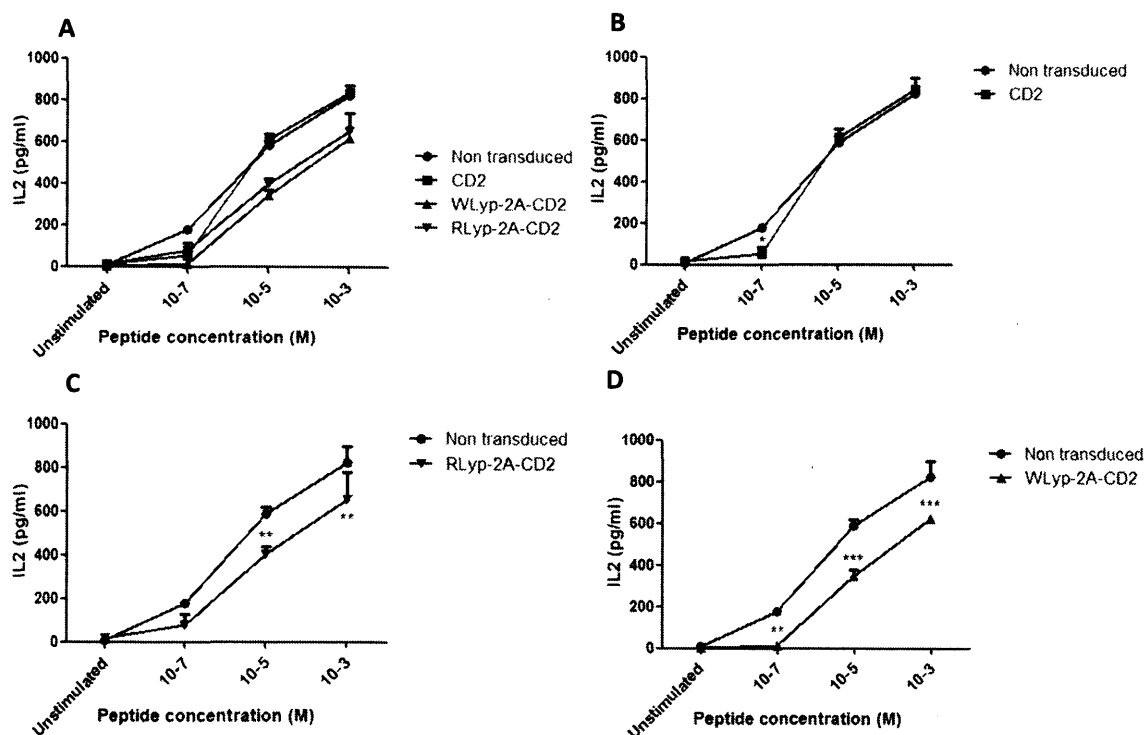 A
1000
800
600
400
200
0
IL2 (pg/ml)
Unstimulated
10-7
10-5
10-3
Peptide concentration (M)
Non transduced
CD2
WLyp-2A-CD2
RLyp-2A-CD2
B
1000
800
600
400
200
0
IL2 (pg/ml)
*
Unstimulated
10-7
10-5
10-3
Peptide concentration (M)
Non transduced
CD2
C
1000
800
600
400
200
0
IL2 (pg/ml)
**
**
Unstimulated
10-7
10-5
10-3
Peptide concentration (M)
Non transduced
RLyp-2A-CD2
D
1000
800
600
400
200
0
IL2 (pg/ml)
**
***
***
Unstimulated
10-7
10-5
10-3
Peptide concentration (M)
Non transduced
WLyp-2A-CD2